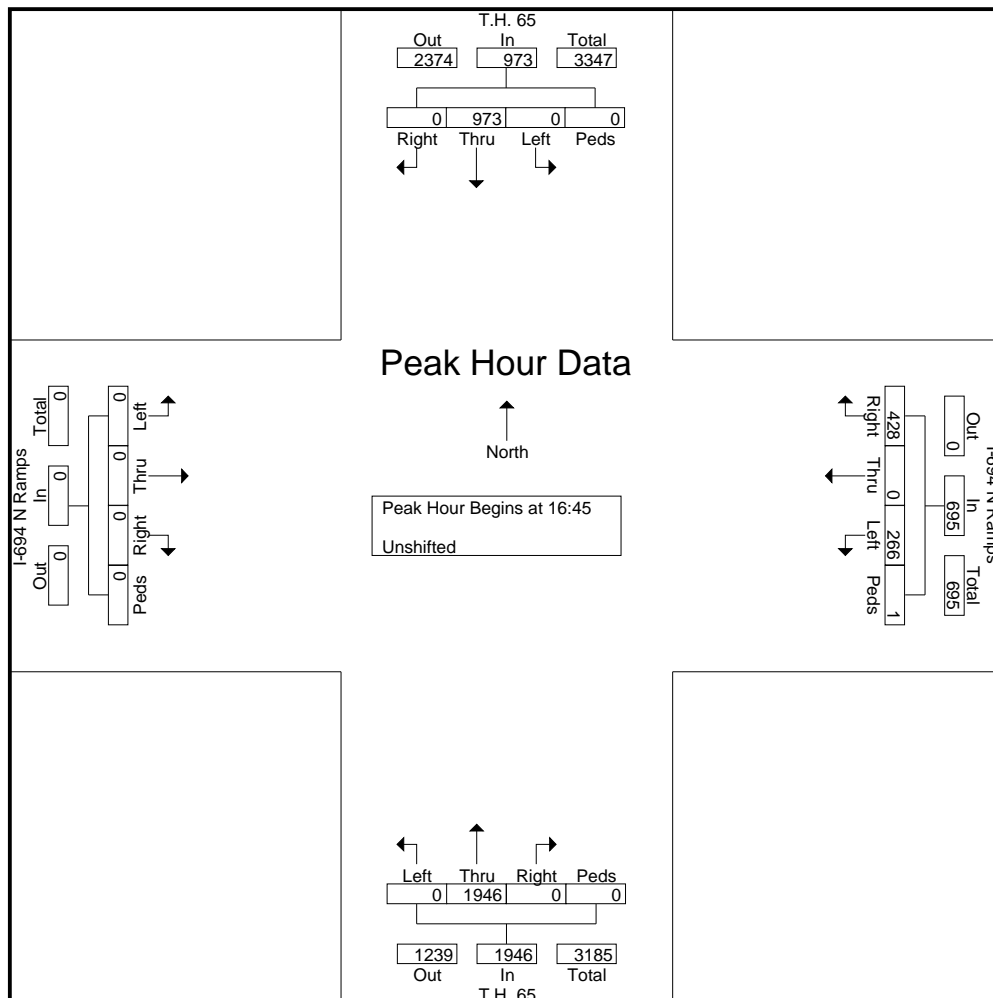 T.H. 65
Out In Total
2374 973 3347
0 973 0 0
Right Thru Left Peds
Peak Hour Data
North
Peak Hour Begins at 16:45
Unshifted
I-694 N Ramps
Total In Out
0 0 0
0 0 0 0
Left Thru Right Peds
Right Thru Left Peds
428 0 266 1
Out In Total
0 695 695
I-694 N Ramps
Left Thru Right Peds
0 1946 0 0
1239 1946 3185
Out In Total
T.H. 65